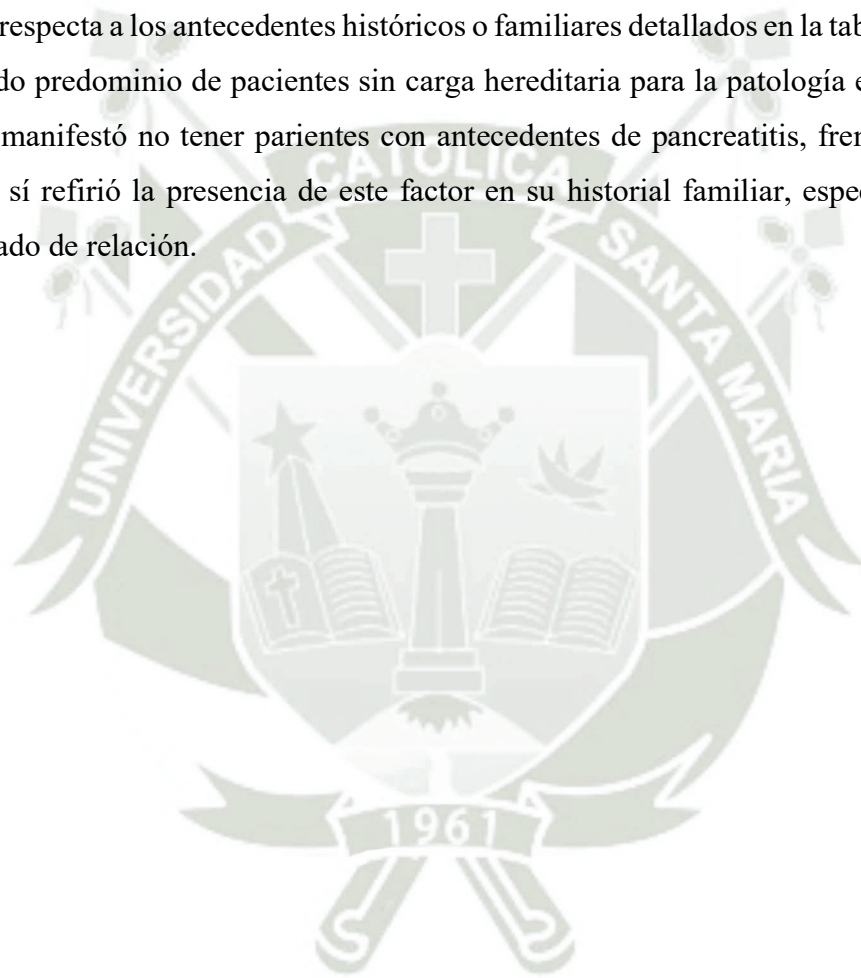 respecta a los antecedentes históricos o familiares detallados en la tab
do predominio de pacientes sin carga hereditaria para la patología e
manifestó no tener parientes con antecedentes de pancreatitis, fren
sí refirió la presencia de este factor en su historial familiar, espec
ado de relación.
UNIVERSIDAD CATOLICA SANTA MARIA
1961